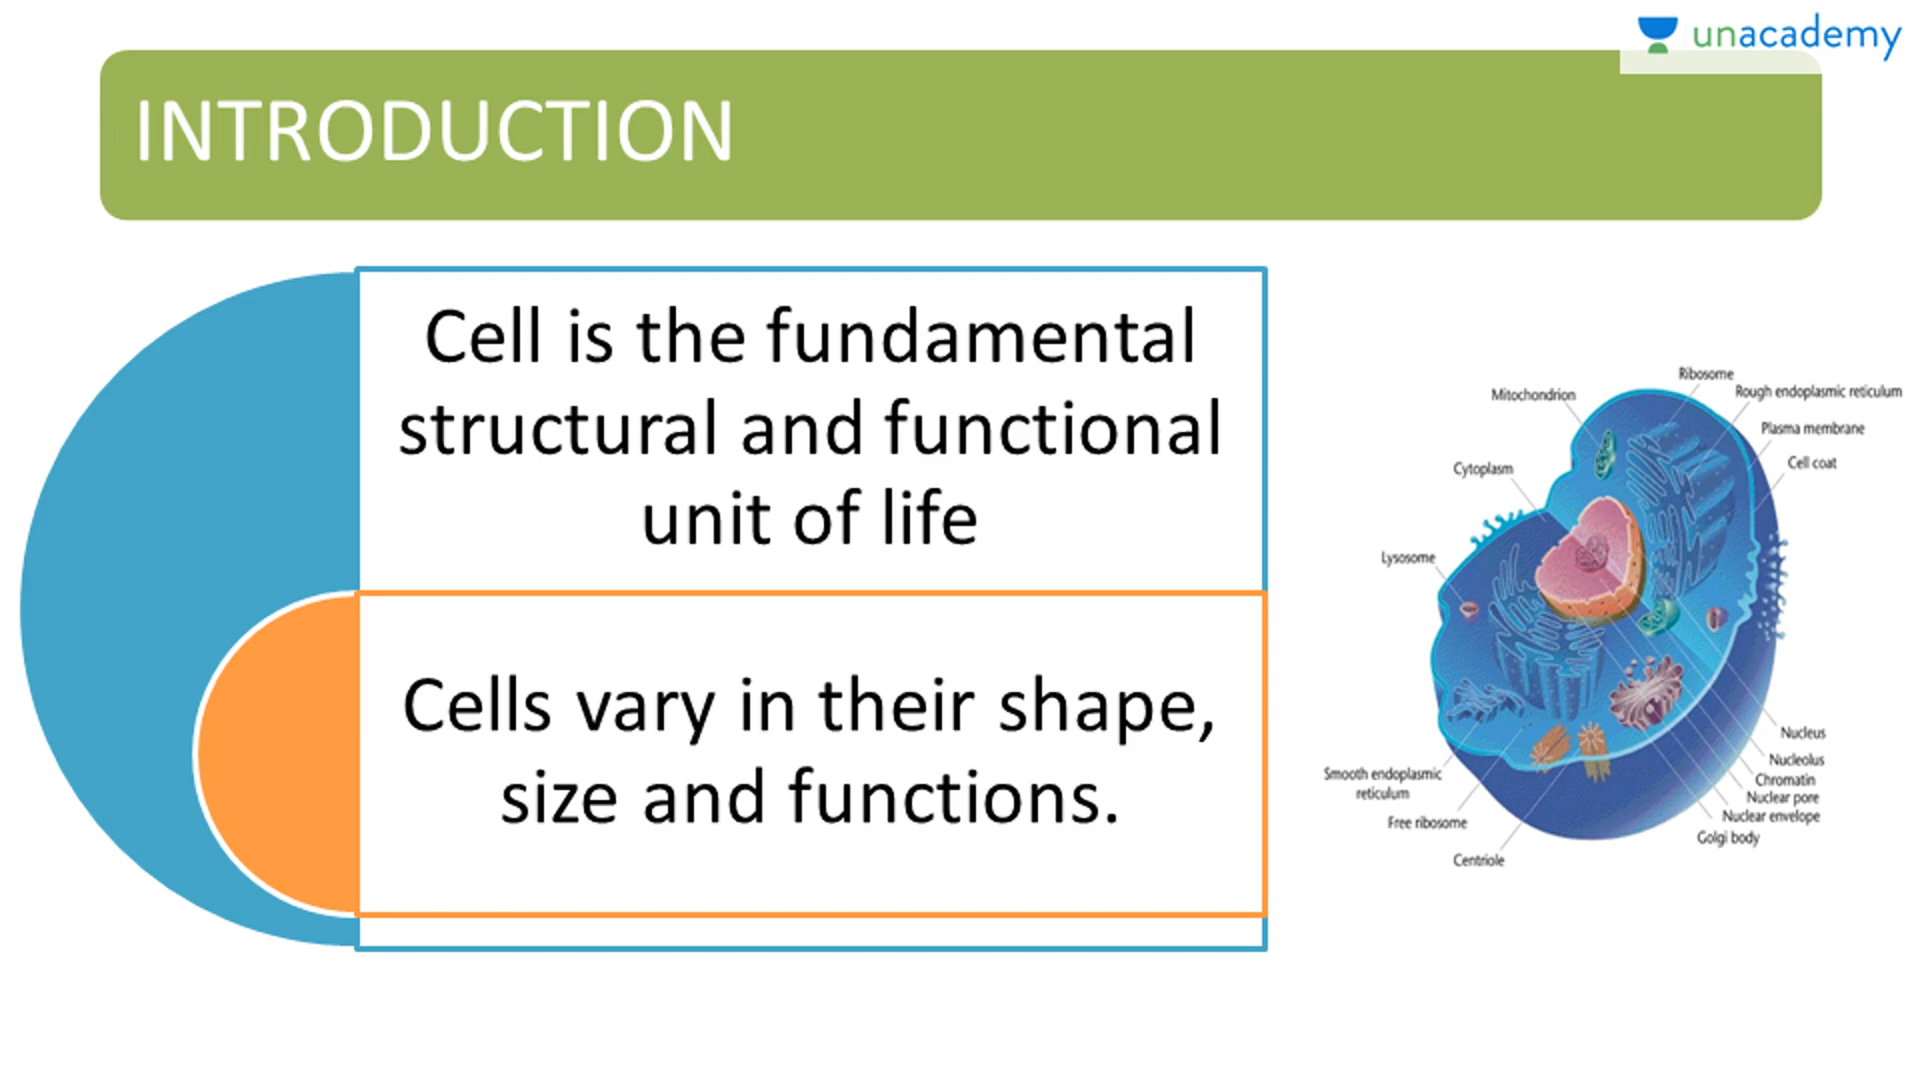 unacademy
INTRODUCTION
Cell is the fundamental
structural and functional
unit of life
Cells vary in their shape,
size and functions.
Ribosome
Mitochondrion
Rough endoplasmic reticulum
Plasma membrane
Cell coat
Cytoplasm
Lysosome
Nucleus
Nucleolus
Chromatin
Nuclear pore
Nuclear envelope
Golgi body
Smooth endoplasmic
reticulum
Free ribosome
Centriole